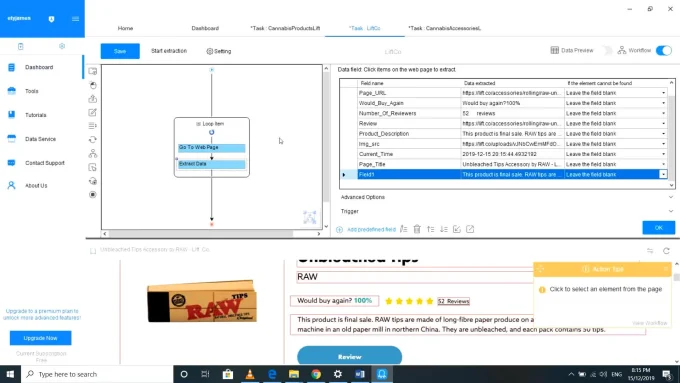 ofyjames
Home
Dashboard
*Task : CannabisProductsLift
*Task : LiftCo
*Task : CannabisAccessoriesL
Save
Start extraction
Setting
LiftCo
Data Preview
Workflow
Dashboard
Tools
Tutorials
Data Service
Contact Support
About Us
Upgrade to a premium plan to
unlock more advanced features!
Upgrade Now
Current Subscription
Free
Loop Item
Go To Web Page
Extract Data
Data field: Click items on the web page to extract.
Field name Data extracted If the element cannot be found
Page_URL https://lift.co/accessories/rolling/raw-un... Leave the field blank
Would_Buy_Again Would buy again?100% Leave the field blank
Number_Of_Reviewers 52 reviews Leave the field blank
Review https://lift.co/accessories/rolling/raw-un... Leave the field blank
Product_Description This product is final sale. RAW tips are ... Leave the field blank
Img_src Leave the field blank
Current_Time 2019-12-15 20:15:44.4932182 Leave the field blank
Page_Title Unbleached Tips Accessory by RAW - L... Leave the field blank
Field1 This product is final sale. RAW tips are ... Leave the field blank
Advanced Options
Trigger
Add predefined field
OK
Unbleached Tips Accessory by RAW - Lift Co.
Unbleached Tips
RAW
Would buy again? 100%
52 Reviews
This product is final sale. RAW tips are made of long-fibre paper produce on a
machine in an old paper mill in northern China. They are unbleached, and each pack contains 50 tips.
Review
RAW
TIPS
Action Tips
Click to select an element from the page
View Workflow
Type here to search
ENG
8:15 PM
15/12/2019